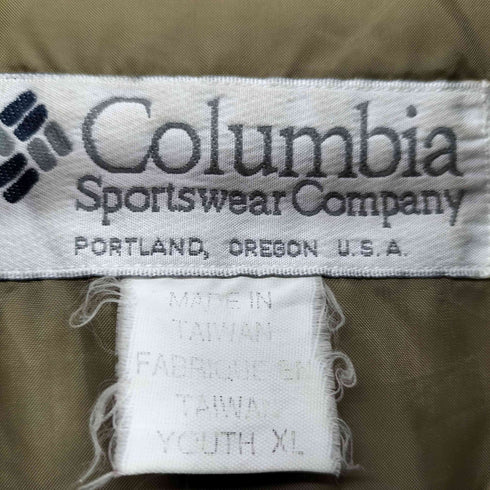 Columbia
Sportswear Company
PORTLAND, OREGON U.S.A.
MADE IN
TAIWAN
FABRIQUE EN
TAIWAN
YOUTH XL